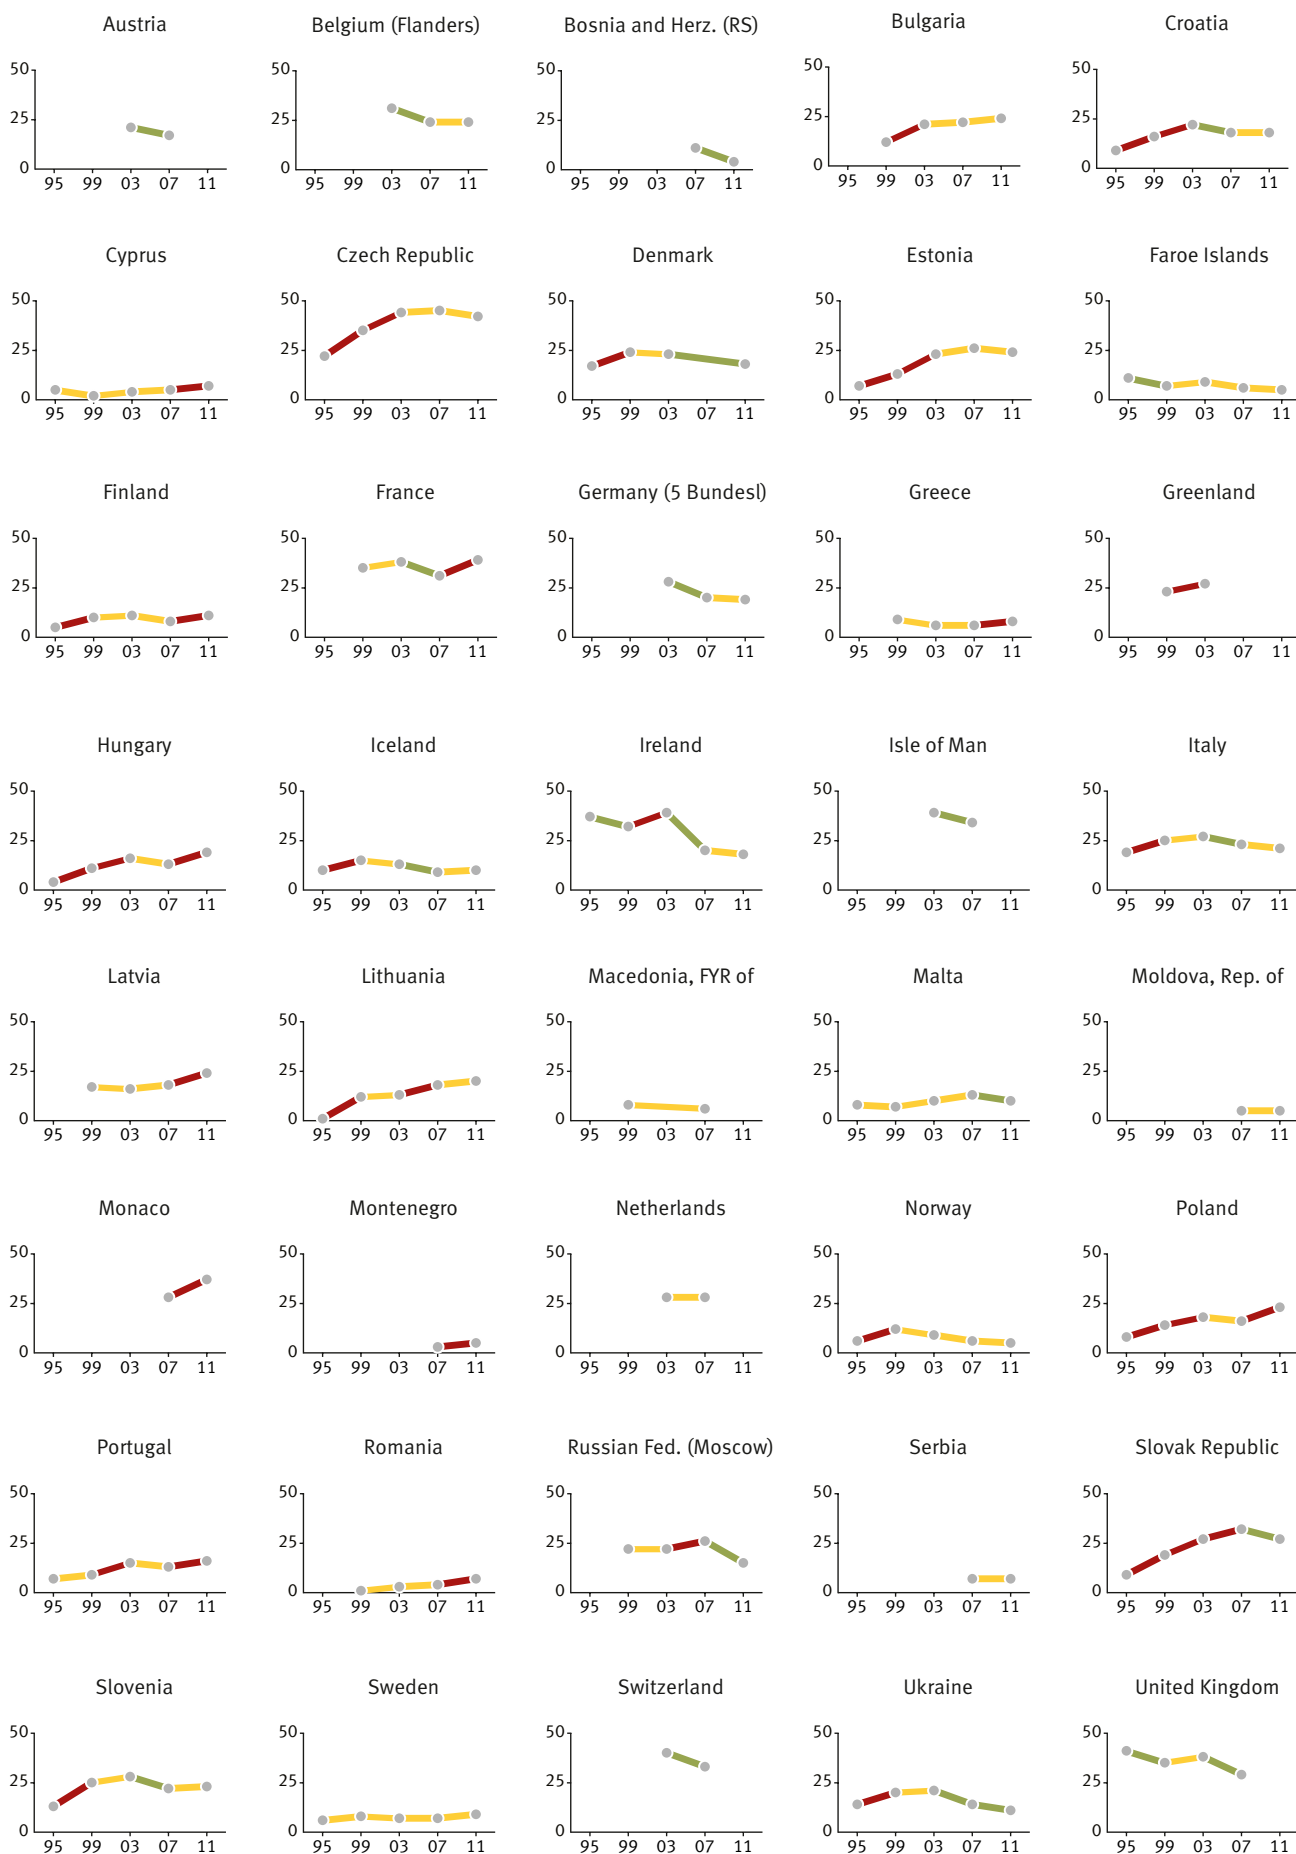 Austria
Belgium (Flanders)
Bosnia and Herz. (RS)
Bulgaria
Croatia
50
25
0
95 99 03 07 11
50
25
0
95 99 03 07 11
50
25
0
95 99 03 07 11
50
25
0
95 99 03 07 11
50
25
0
95 99 03 07 11
Cyprus
Czech Republic
Denmark
Estonia
Faroe Islands
50
25
0
95 99 03 07 11
50
25
0
95 99 03 07 11
50
25
0
95 99 03 07 11
50
25
0
95 99 03 07 11
50
25
0
95 99 03 07 11
Finland
France
Germany (5 Bundesl)
Greece
Greenland
50
25
0
95 99 03 07 11
50
25
0
95 99 03 07 11
50
25
0
95 99 03 07 11
50
25
0
95 99 03 07 11
50
25
0
95 99 03 07 11
Hungary
Iceland
Ireland
Isle of Man
Italy
50
25
0
95 99 03 07 11
50
25
0
95 99 03 07 11
50
25
0
95 99 03 07 11
50
25
0
95 99 03 07 11
50
25
0
95 99 03 07 11
Latvia
Lithuania
Macedonia, FYR of
Malta
Moldova, Rep. of
50
25
0
95 99 03 07 11
50
25
0
95 99 03 07 11
50
25
0
95 99 03 07 11
50
25
0
95 99 03 07 11
50
25
0
95 99 03 07 11
Monaco
Montenegro
Netherlands
Norway
Poland
50
25
0
95 99 03 07 11
50
25
0
95 99 03 07 11
50
25
0
95 99 03 07 11
50
25
0
95 99 03 07 11
50
25
0
95 99 03 07 11
Portugal
Romania
Russian Fed. (Moscow)
Serbia
Slovak Republic
50
25
0
95 99 03 07 11
50
25
0
95 99 03 07 11
50
25
0
95 99 03 07 11
50
25
0
95 99 03 07 11
50
25
0
95 99 03 07 11
Slovenia
Sweden
Switzerland
Ukraine
United Kingdom
50
25
0
95 99 03 07 11
50
25
0
95 99 03 07 11
50
25
0
95 99 03 07 11
50
25
0
95 99 03 07 11
50
25
0
95 99 03 07 11